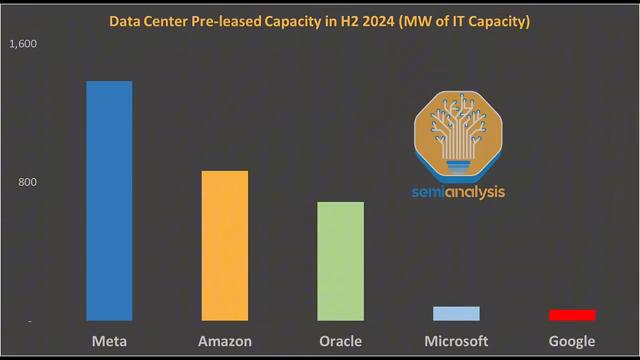 Data Center Pre-leased Capacity in H2 2024 (MW of IT Capacity)
1,600
800
-
semianalysis
Meta Amazon Oracle Microsoft Google